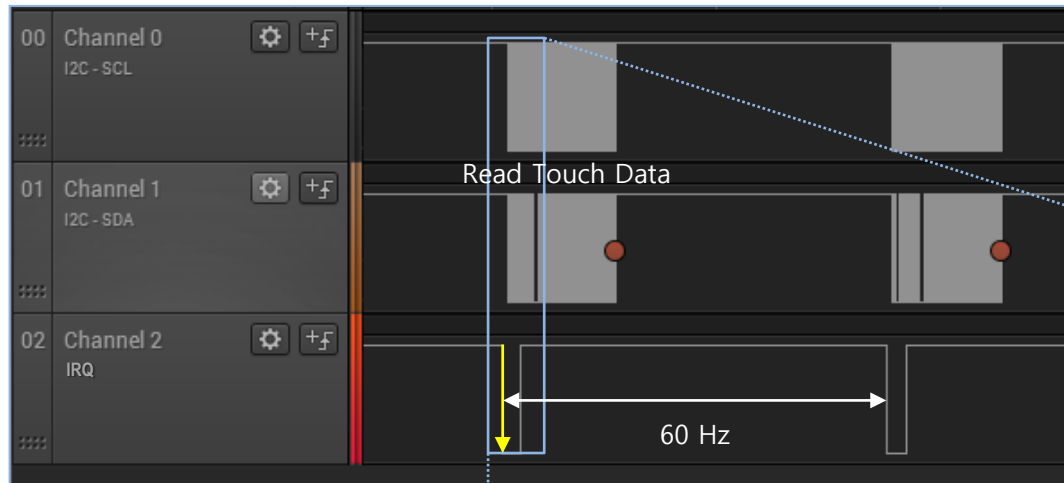 00 Channel 0
I2C - SCL
Read Touch Data
01 Channel 1
I2C - SDA
02 Channel 2
IRQ
60 Hz